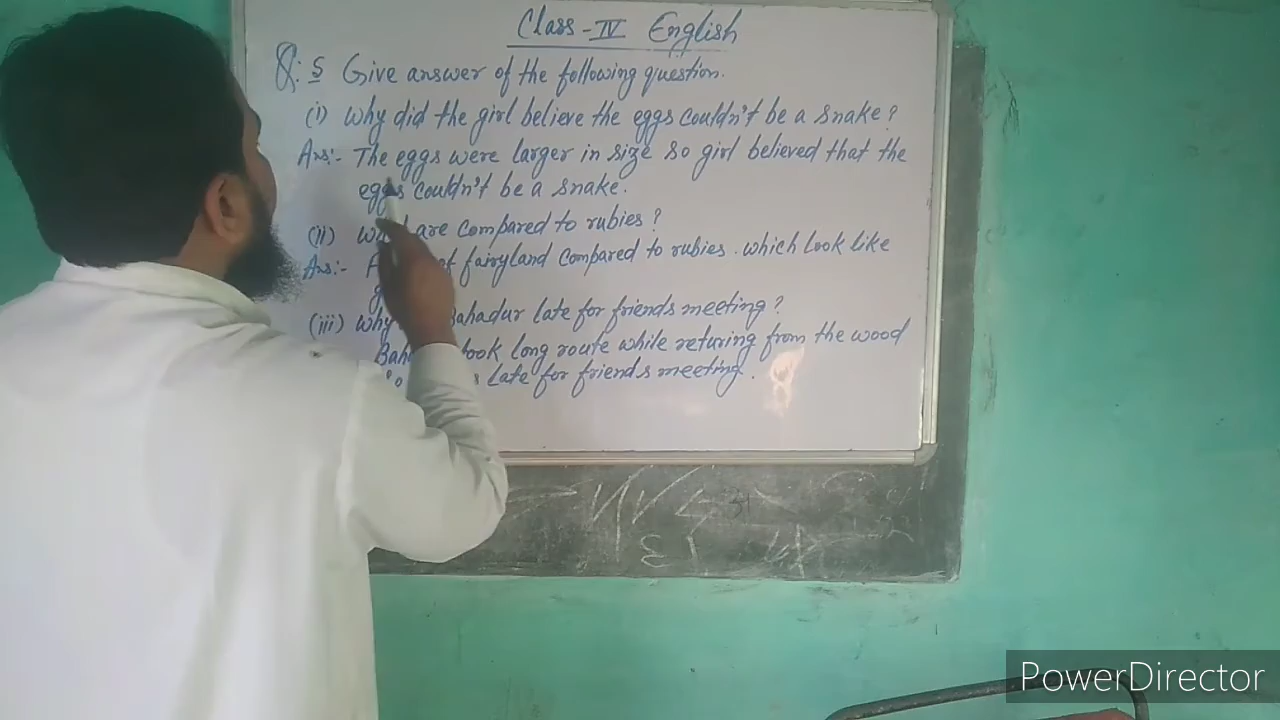 Class - IV English
Q: 5 Give answer of the following question.
(i) Why did the girl believe the eggs couldn't be a snake?
Ans:- The eggs were larger in size so girl believed that the
eggs couldn't be a snake.
(ii) are compared to rubies?
Ans:- of fairyland compared to rubies. which look like
(iii) Why Bahadur late for friends meeting?
took long route while returing from the wood
late for friends meeting.
PowerDirector